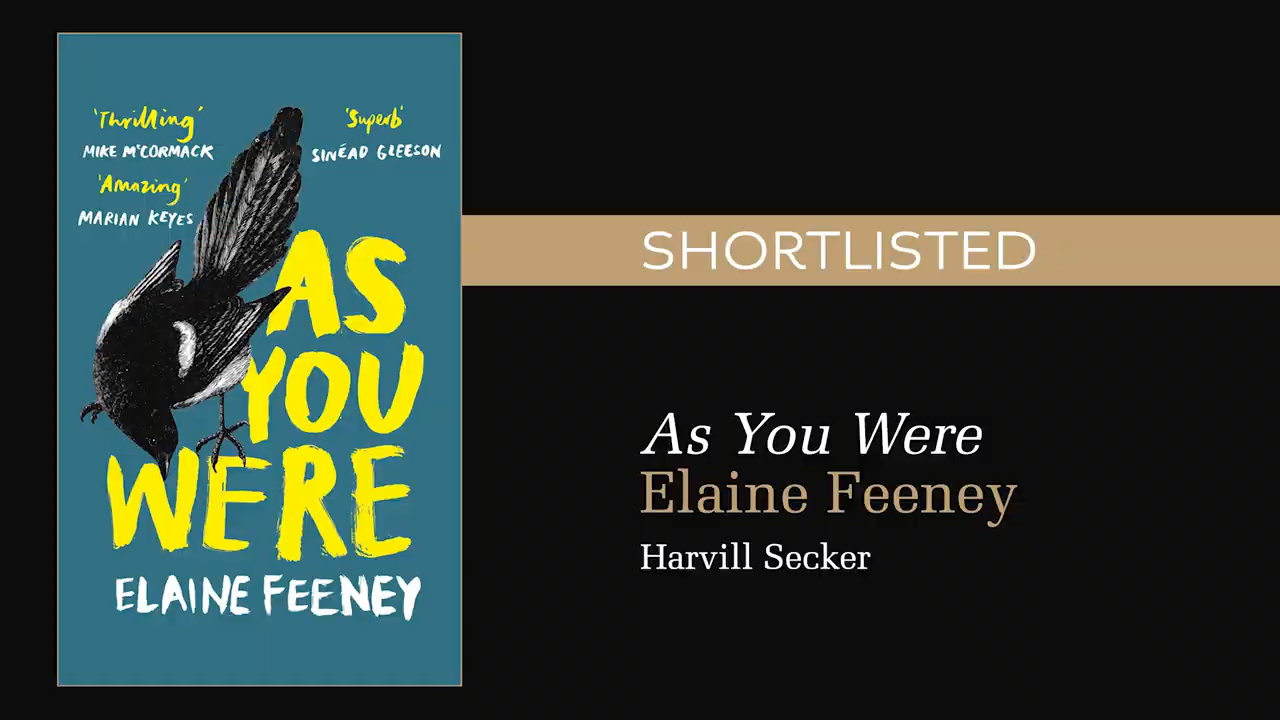 'Thrilling'
MIKE McCORMACK
'Amazing'
MARIAN KEYES
'Superb'
SINÉAD GLEESON
AS
YOU
WERE
ELAINE FEENEY
SHORTLISTED
As You Were
Elaine Feeney
Harvill Secker